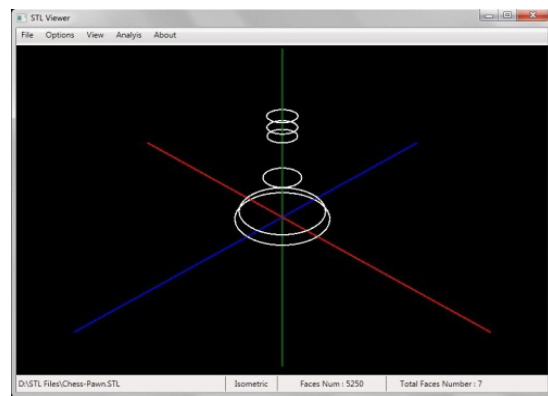 STL Viewer
File Options View Analyis About
D:\STL Files\Chess-Pawn.STL Isometric Faces Num : 5250 Total Faces Number : 7